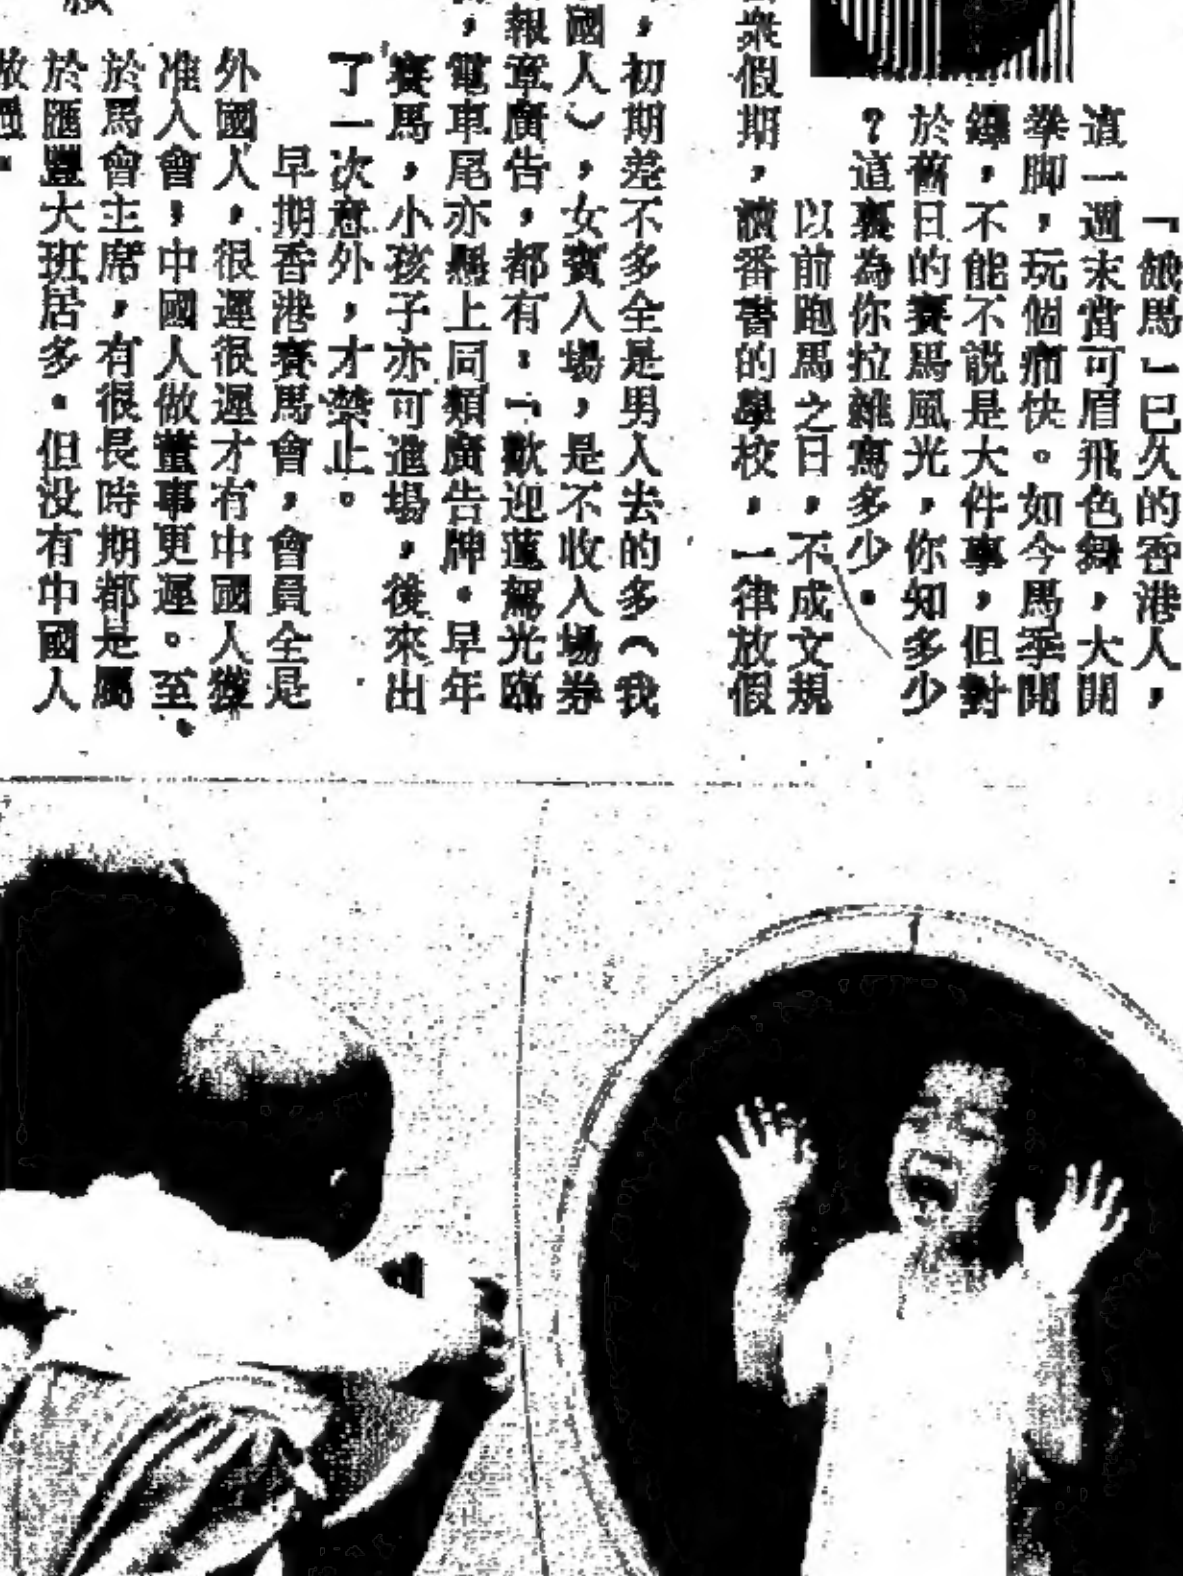 「餓馬」已久的香港人，
這一週末當可眉飛色舞，大開
拳脚，玩個痛快。如今馬季開
鑼，不能不說是大件事，但對
於舊日的賽馬風光，你知多少
？這裏為你拉雜寫多少。
以前跑馬之日，不成文規
衆假期，讀番書的學校，一律放假
，初期差不多全是男人去的多（我
國人），女賓入場，是不收入場券
報章廣告，都有：「歡迎蓮駕光臨
，電車尾亦懸上同類廣告牌。早年
賽馬，小孩子亦可進場，後來出
了一次意外，才禁止。
早期香港賽馬會，會員全是
外國人，很遲很遲才有中國人獲
准入會，中國人做董事更遲。至
於馬會主席，有很長時期都是屬
於匯豐大班居多。但没有中國人
做過。